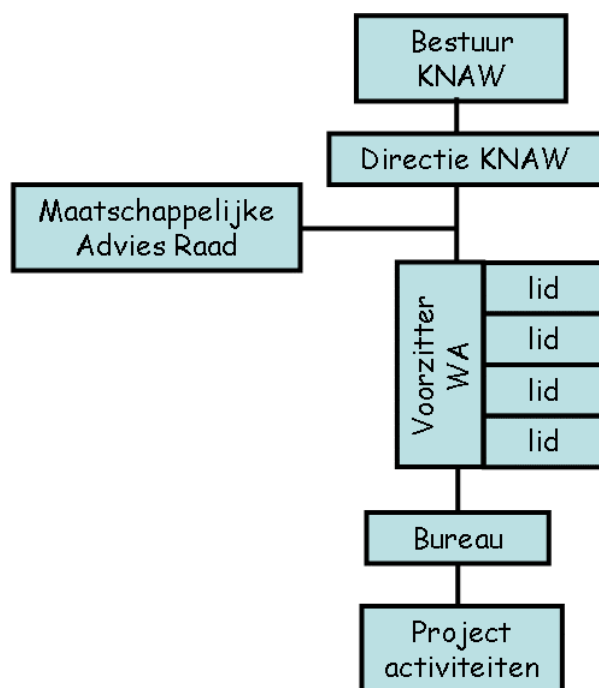 Bestuur
KNAW
Directie KNAW
Maatschappelijke
Advies Raad
Voorzitter
WA
lid
lid
lid
lid
Bureau
Project
activiteiten